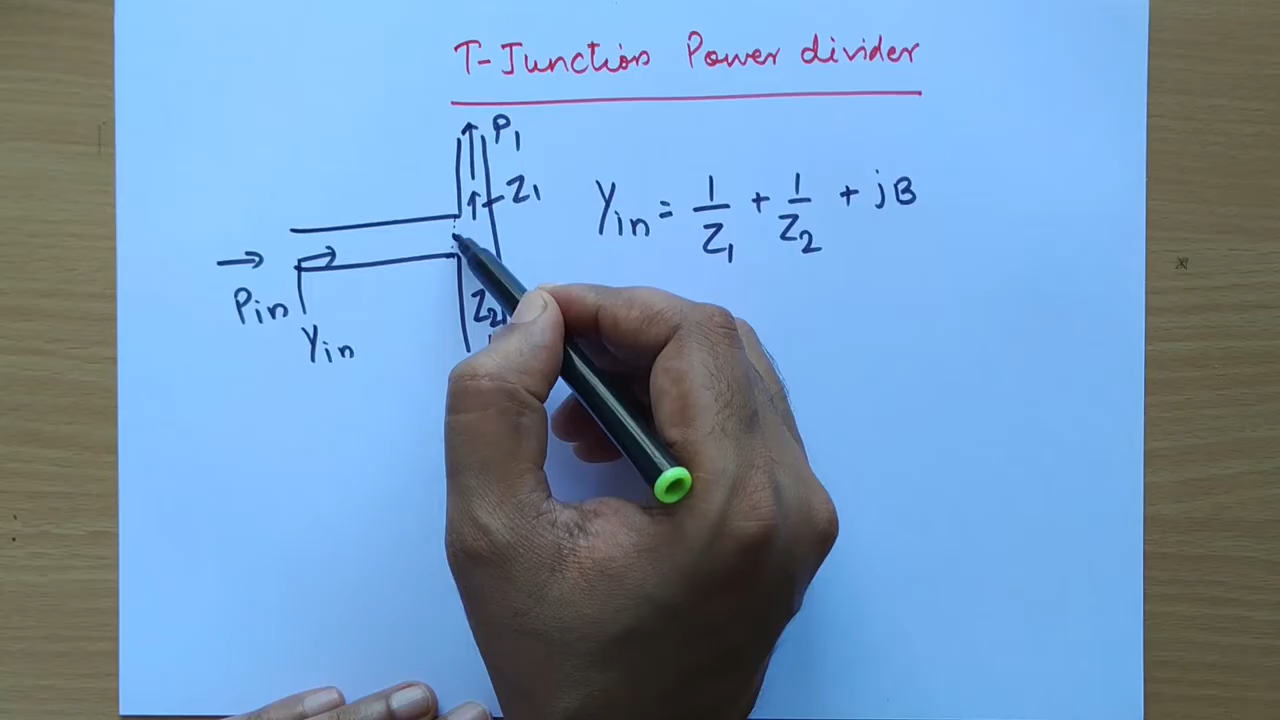 T-Junction Power divider
P1
Z1
Yin = 1/Z1 + 1/Z2 + jB
Pin
Z2
Yin